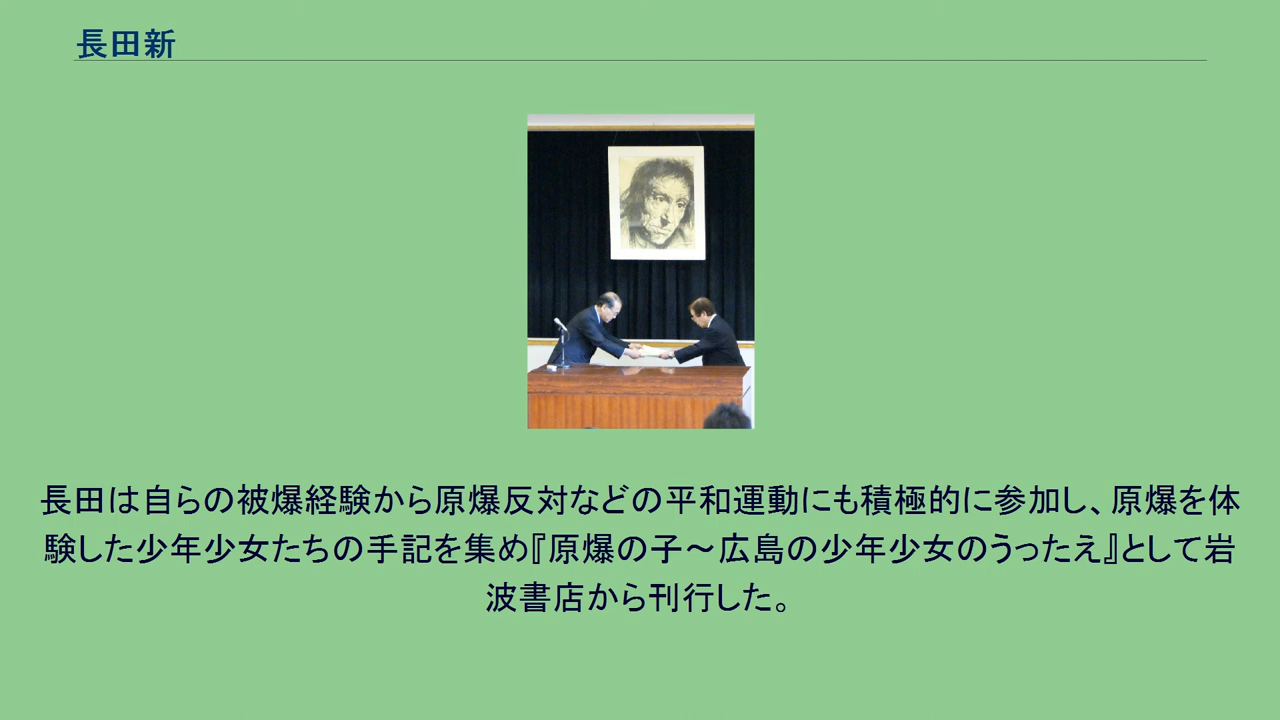 長田新
長田は自らの被爆経験から原爆反対などの平和運動にも積極的に参加し、原爆を体
験した少年少女たちの手記を集め『原爆の子～広島の少年少女のうったえ』として岩
波書店から刊行した。